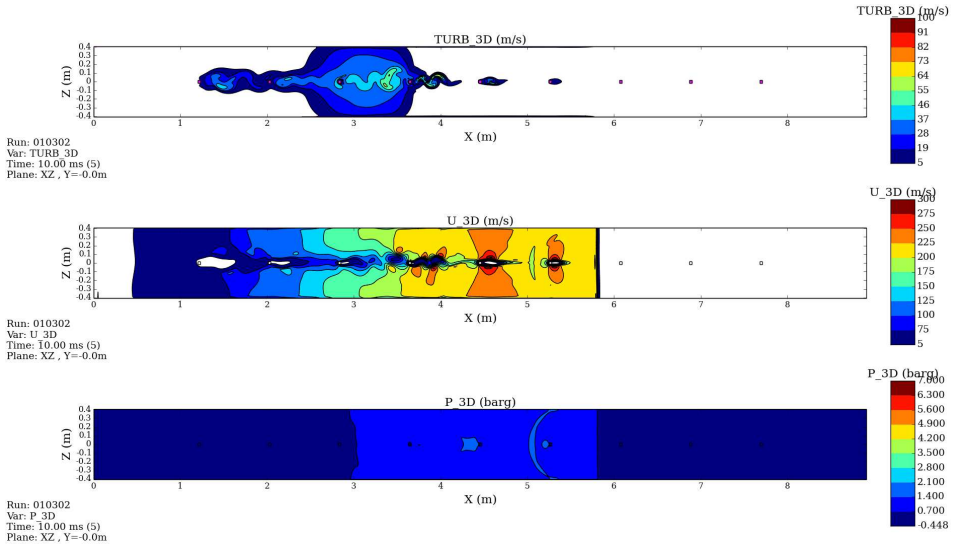 TURB_3D (m/s)
TURB_3D (m/s)
Z (m)
0.4
0.3
0.2
0.1
0
-0.1
-0.2
-0.3
-0.4
0 1 2 3 4 5 6 7 8
X (m)
100
91
82
73
64
55
46
37
28
19
5
Run: 010302
Var: TURB_3D
Time: 10.00 ms (5)
Plane: XZ , Y=-0.0m
U_3D (m/s)
U_3D (m/s)
Z (m)
0.4
0.3
0.2
0.1
0
-0.1
-0.2
-0.3
-0.4
0 1 2 3 4 5 6 7 8
X (m)
300
275
250
225
200
175
150
125
100
75
5
Run: 010302
Var: U_3D
Time: 10.00 ms (5)
Plane: XZ , Y=-0.0m
P_3D (barg)
P_3D (barg)
Z (m)
0.4
0.3
0.2
0.1
0
-0.1
-0.2
-0.3
-0.4
0 1 2 3 4 5 6 7 8
X (m)
7.000
6.300
5.600
4.900
4.200
3.500
2.800
2.100
1.400
0.700
-0.448
Run: 010302
Var: P_3D
Time: 10.00 ms (5)
Plane: XZ , Y=-0.0m